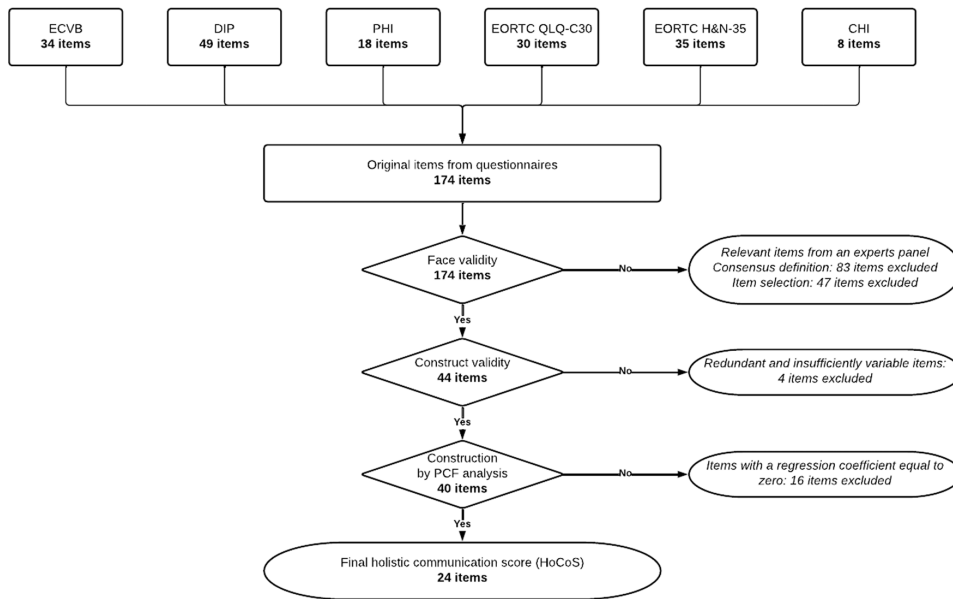 ECVB
34 items
DIP
49 items
PHI
18 items
EORTC QLQ-C30
30 items
EORTC H&N-35
35 items
CHI
8 items
Original items from questionnaires
174 items
Face validity
174 items
No
Relevant items from an experts panel
Consensus definition: 83 items excluded
Item selection: 47 items excluded
Yes
Construct validity
44 items
No
Redundant and insufficiently variable items:
4 items excluded
Yes
Construction
by PCF analysis
40 items
No
Items with a regression coefficient equal to
zero: 16 items excluded
Yes
Final holistic communication score (HoCoS)
24 items